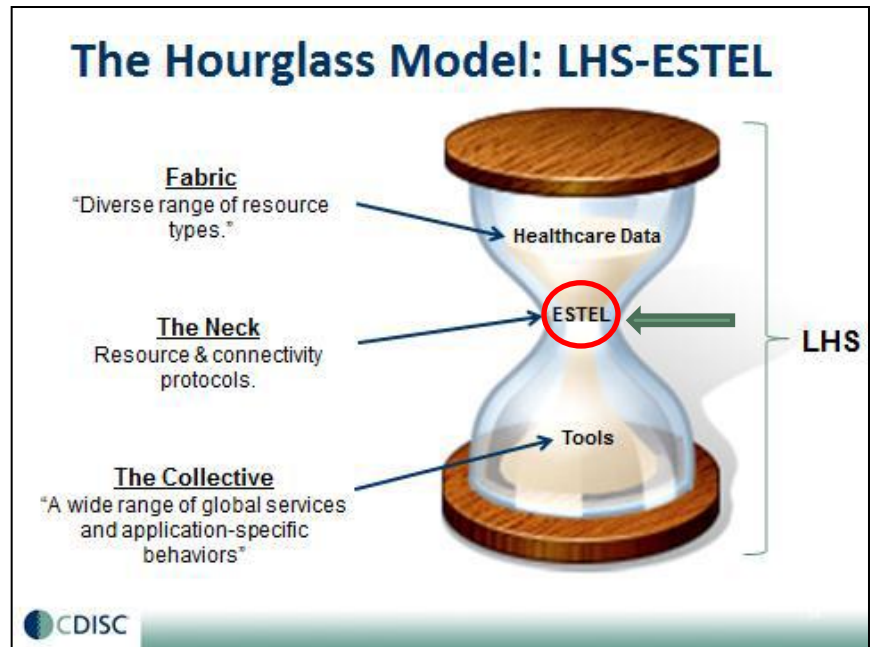 The Hourglass Model: LHS-ESTEL
Fabric
“Diverse range of resource
types.”
Healthcare Data
The Neck
Resource & connectivity
protocols.
ESTEL
LHS
Tools
The Collective
“A wide range of global services
and application-specific
behaviors”
CDISC